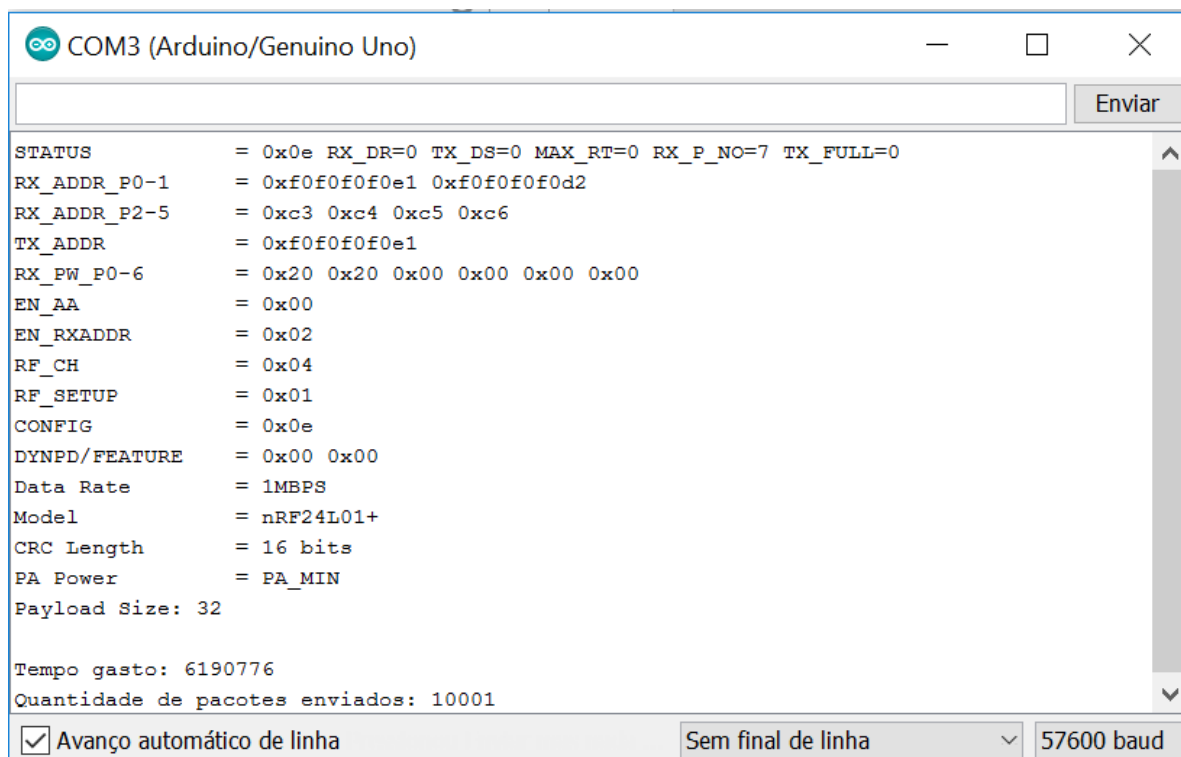 COM3 (Arduino/Genuino Uno)
Enviar
STATUS = 0x0e RX_DR=0 TX_DS=0 MAX_RT=0 RX_P_NO=7 TX_FULL=0
RX_ADDR_P0-1 = 0xf0f0f0f0e1 0xf0f0f0f0d2
RX_ADDR_P2-5 = 0xc3 0xc4 0xc5 0xc6
TX_ADDR = 0xf0f0f0f0e1
RX_PW_P0-6 = 0x20 0x20 0x00 0x00 0x00 0x00
EN_AA = 0x00
EN_RXADDR = 0x02
RF_CH = 0x04
RF_SETUP = 0x01
CONFIG = 0x0e
DYNPD/FEATURE = 0x00 0x00
Data Rate = 1MBPS
Model = nRF24L01+
CRC Length = 16 bits
PA Power = PA_MIN
Payload Size: 32
Tempo gasto: 6190776
Quantidade de pacotes enviados: 10001
Avanço automático de linha Sem final de linha 57600 baud